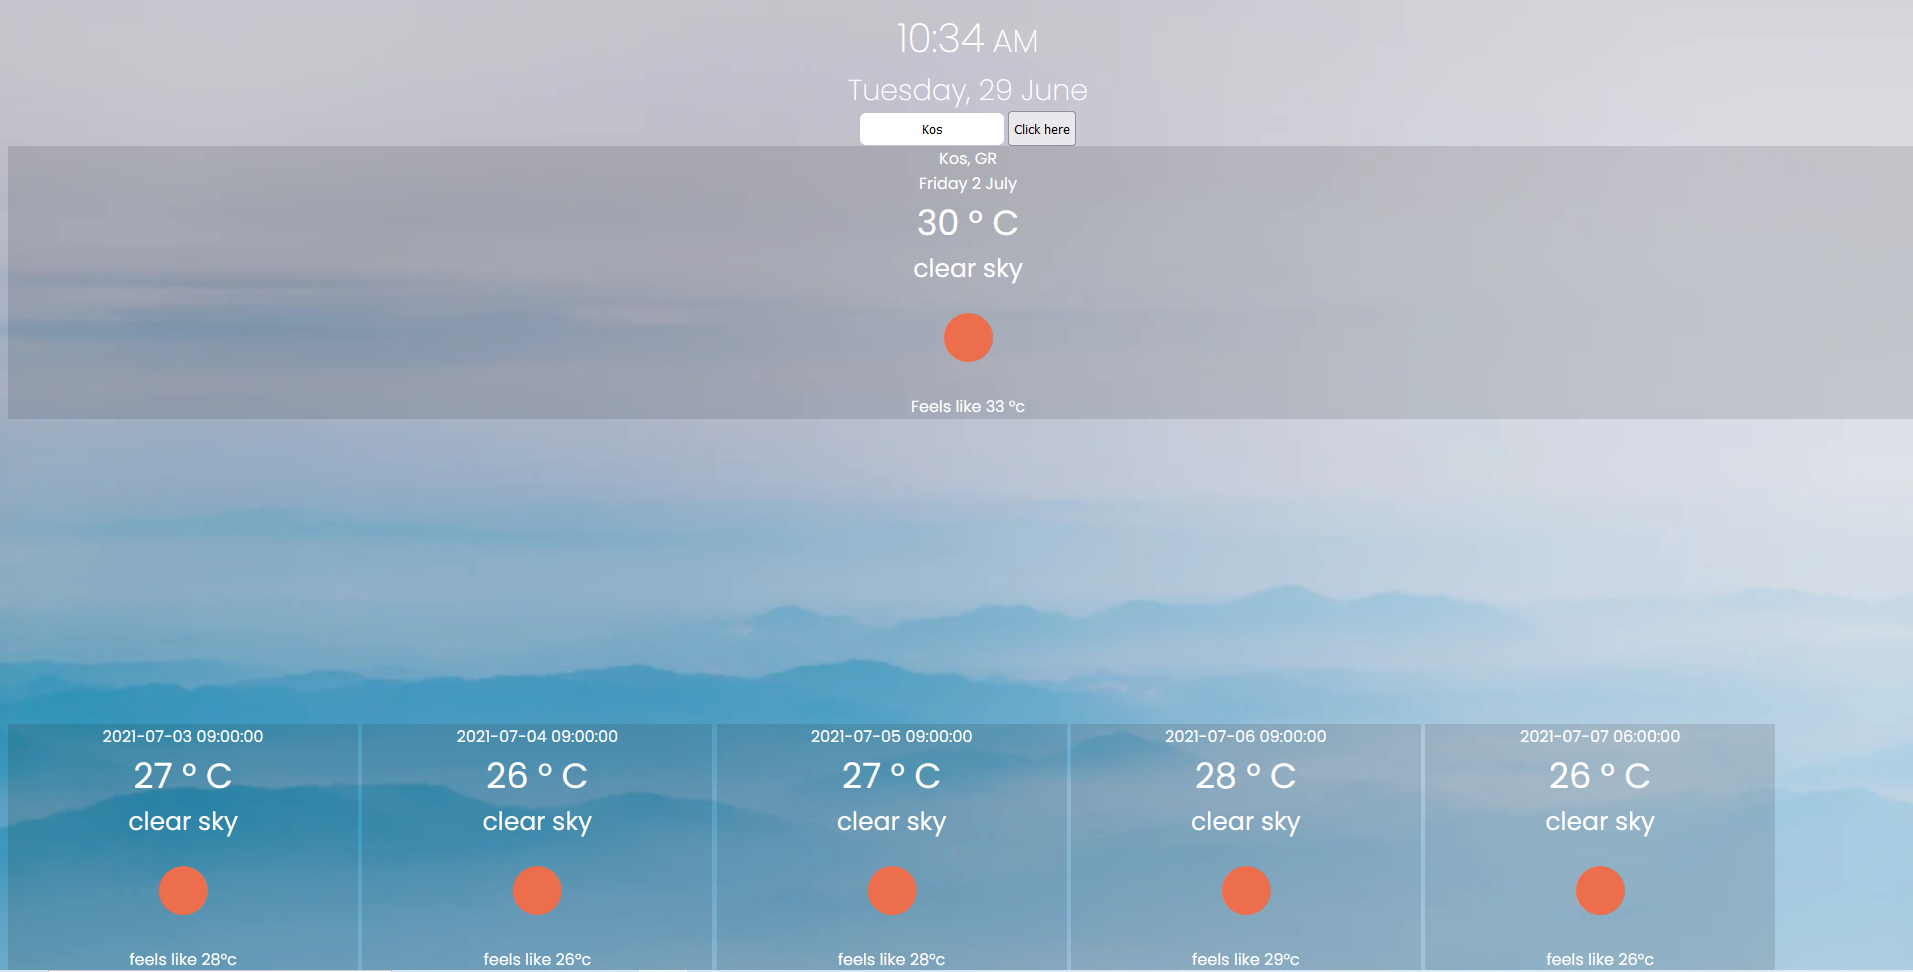 10:34 AM
Tuesday, 29 June
Kos Click here
Kos, GR
Friday 2 July
30 ° C
clear sky
Feels like 33 °c
2021-07-03 09:00:00
27 ° C
clear sky
feels like 28°c
2021-07-04 09:00:00
26 ° C
clear sky
feels like 26°c
2021-07-05 09:00:00
27 ° C
clear sky
feels like 28°c
2021-07-06 09:00:00
28 ° C
clear sky
feels like 29°c
2021-07-07 06:00:00
26 ° C
clear sky
feels like 26°c